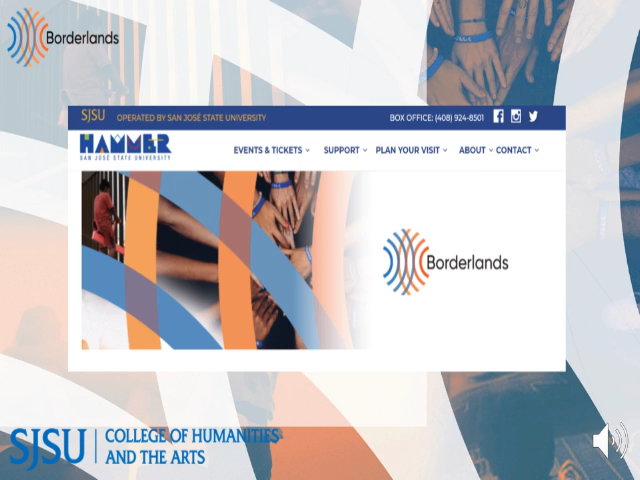 Borderlands
SJSU OPERATED BY SAN JOSÉ STATE UNIVERSITY BOX OFFICE: (408) 924-8501
HAMMER
SAN JOSE STATE UNIVERSITY
EVENTS & TICKETS SUPPORT PLAN YOUR VISIT ABOUT CONTACT
Borderlands
SJSU COLLEGE OF HUMANITIES
AND THE ARTS